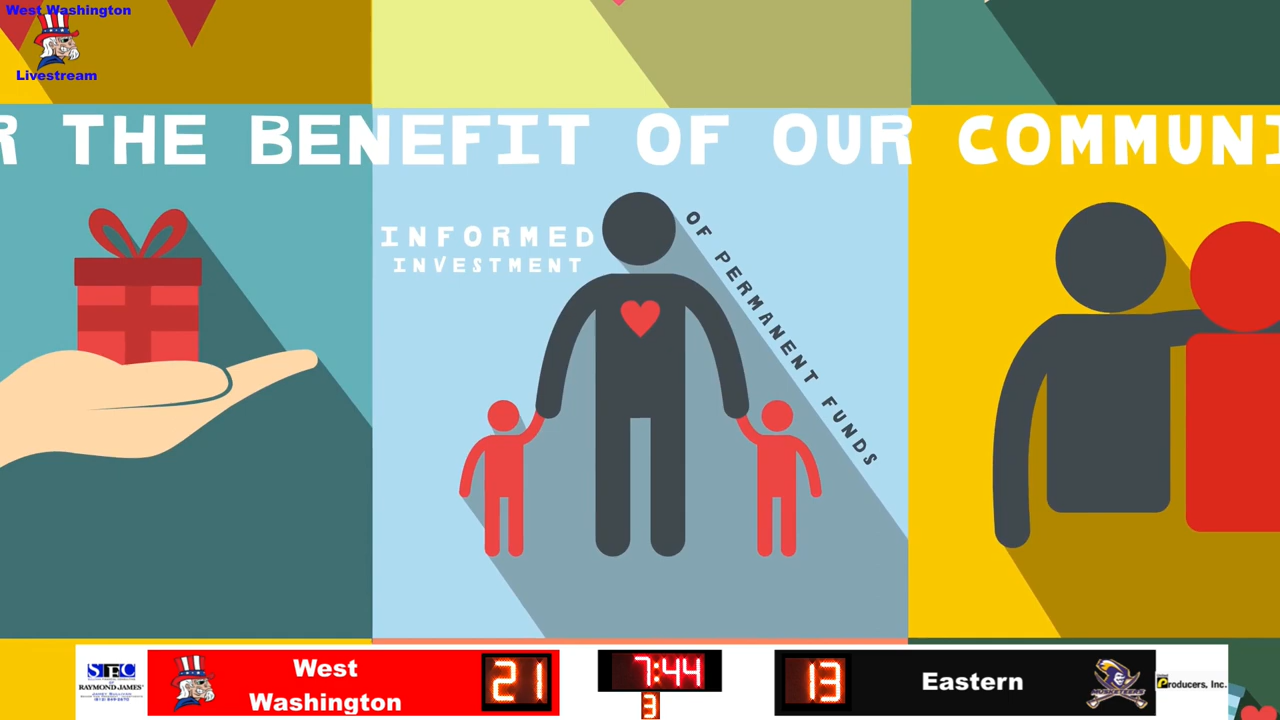 West Washington
Livestream
R THE BENEFIT OF OUR COMMUNI
INFORMED
INVESTMENT
OF PERMANENT FUNDS
RAYMOND JAMES
West
Washington
21
7:44
3
13
Eastern
Producers, Inc.